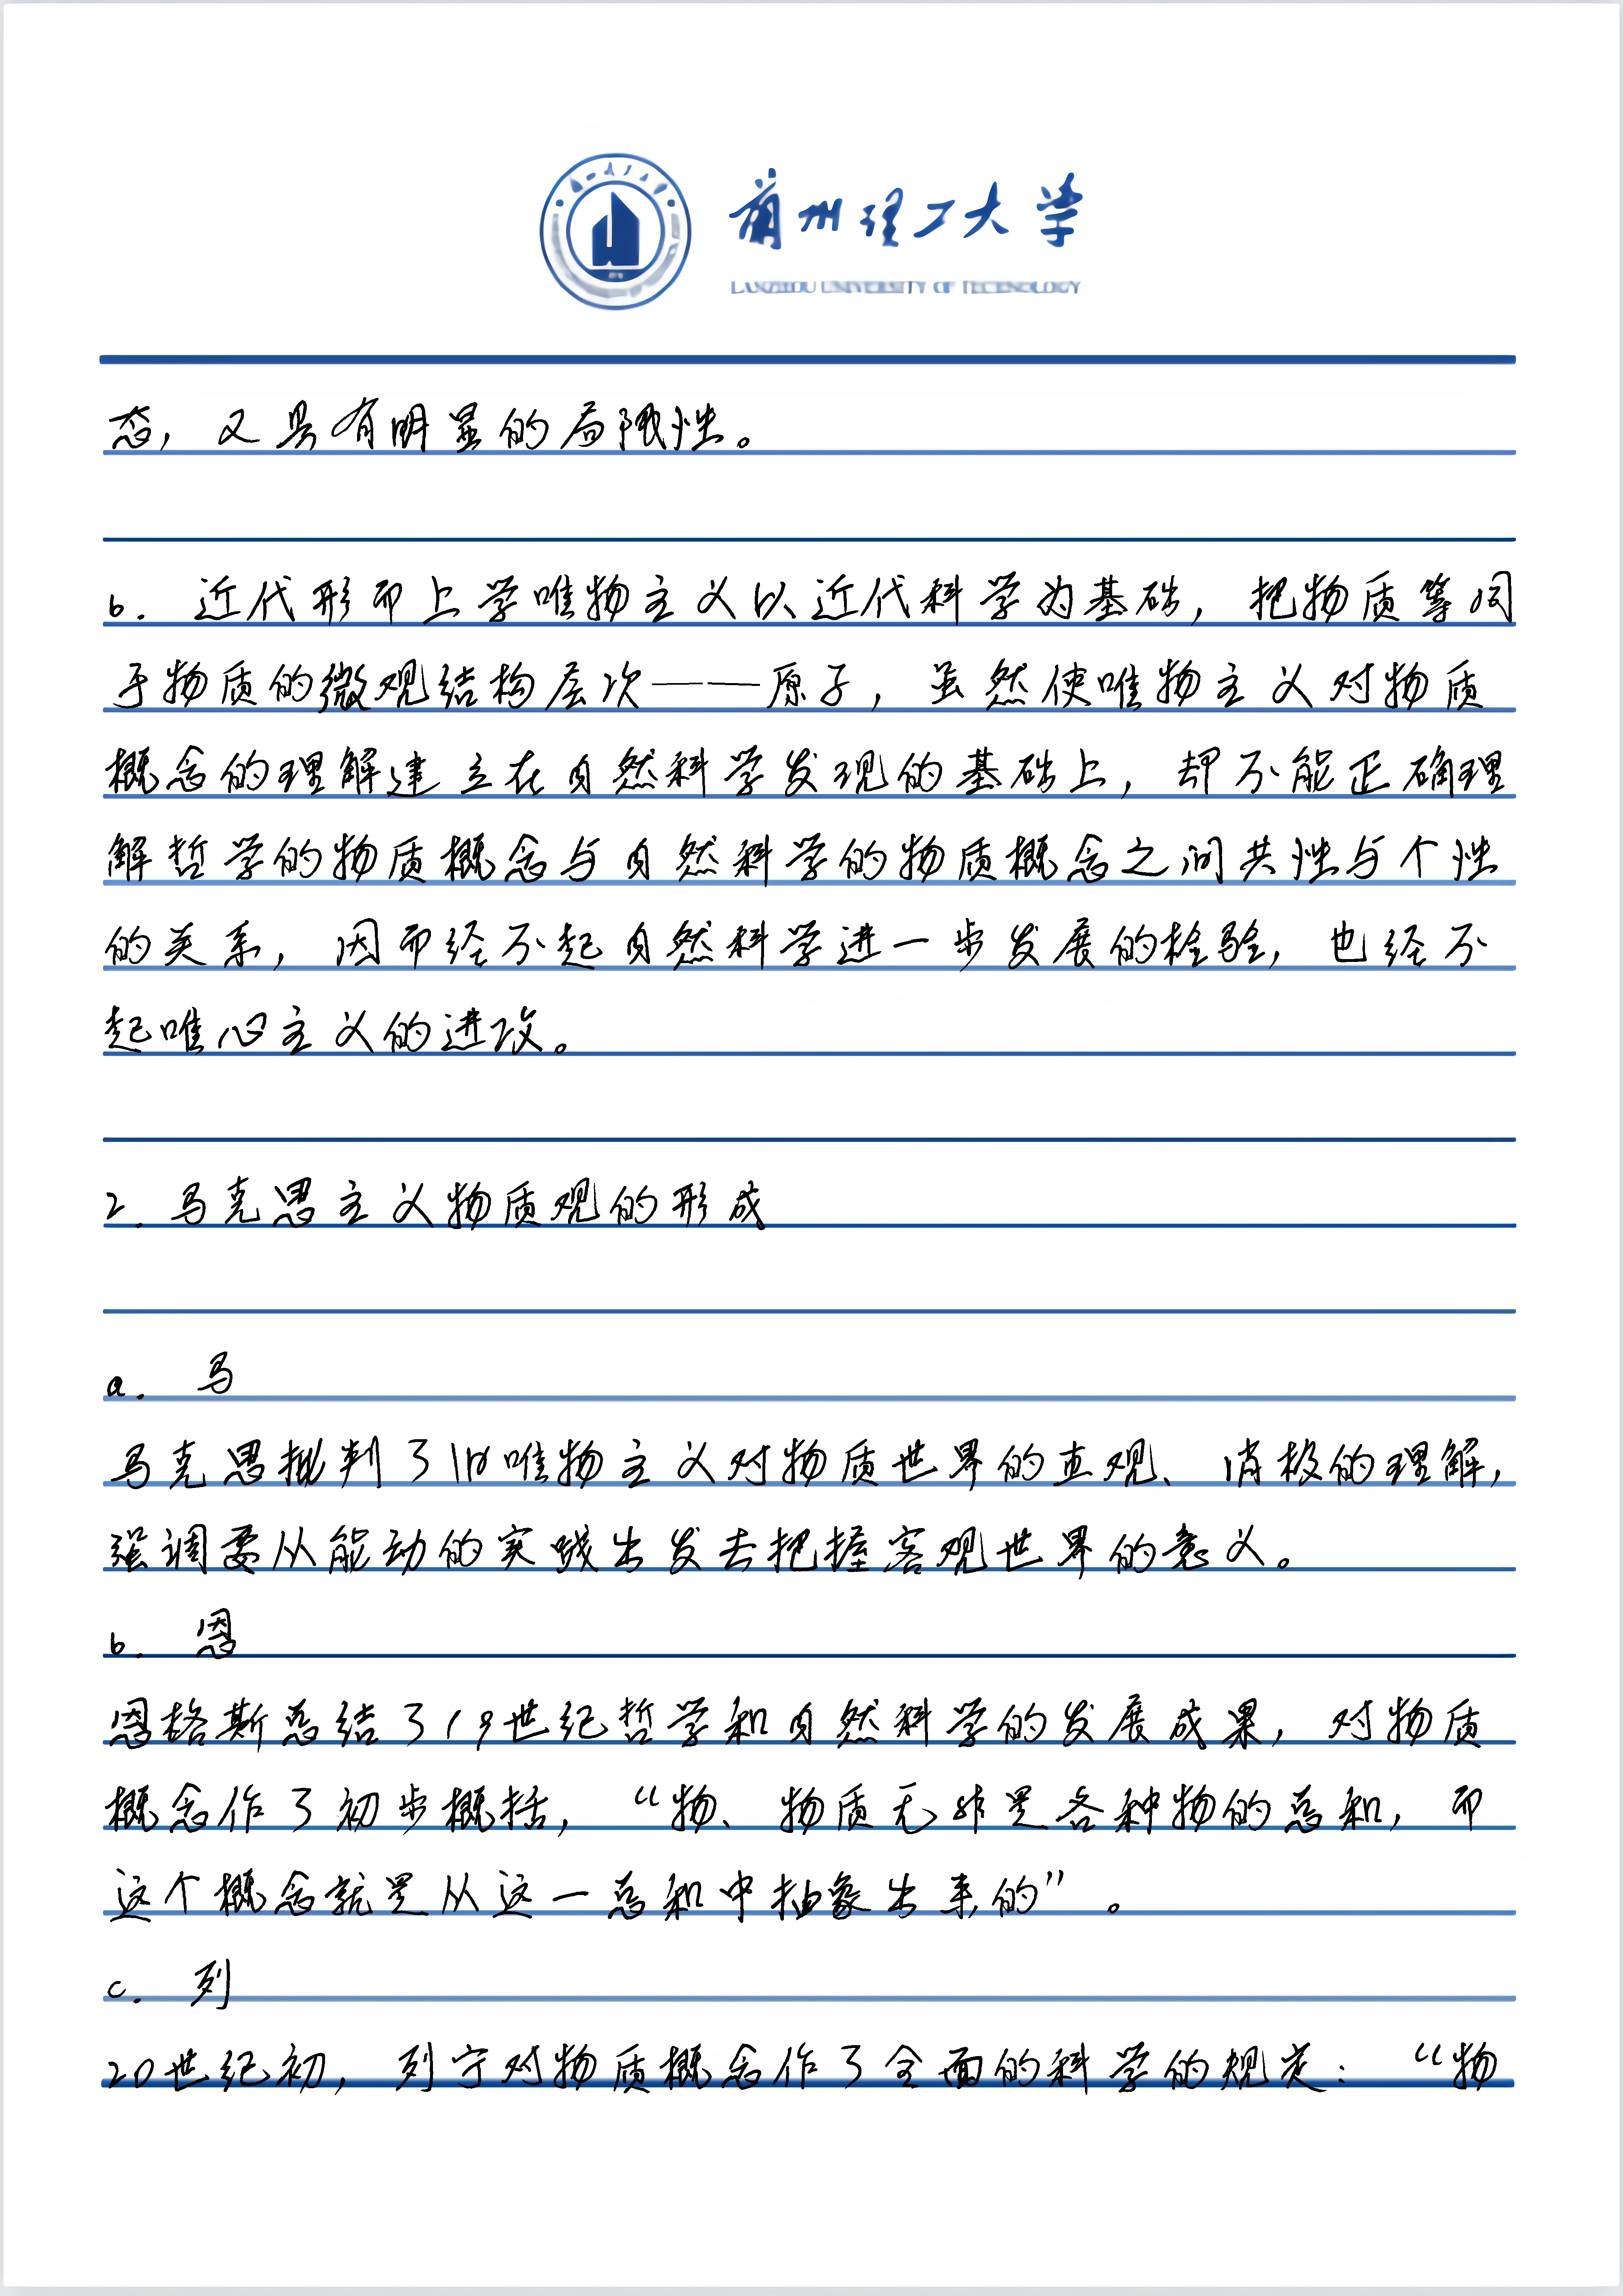 兰州理工大学
LANZHOU UNIVERSITY OF TECHNOLOGY
态，又具有明显的局限性。
b. 近代形而上学唯物主义以近代科学为基础，把物质等同
于物质的微观结构层次——原子，虽然使唯物主义对物质
概念的理解建立在自然科学发现的基础上，却不能正确理
解哲学的物质概念与自然科学的物质概念之间共性与个性
的关系，因而经不起自然科学进一步发展的检验，也经不
起唯心主义的进攻。
2. 马克思主义物质观的形成
a. 马
马克思批判了旧唯物主义对物质世界的直观、消极的理解，
强调要从能动的实践出发去把握客观世界的意义。
b. 恩
恩格斯总结了19世纪哲学和自然科学的发展成果，对物质
概念作了初步概括，“物、物质无非是各种物的总和，而
这个概念就是从这一总和中抽象出来的”。
c. 列
20世纪初，列宁对物质概念作了全面的科学的规定：“物